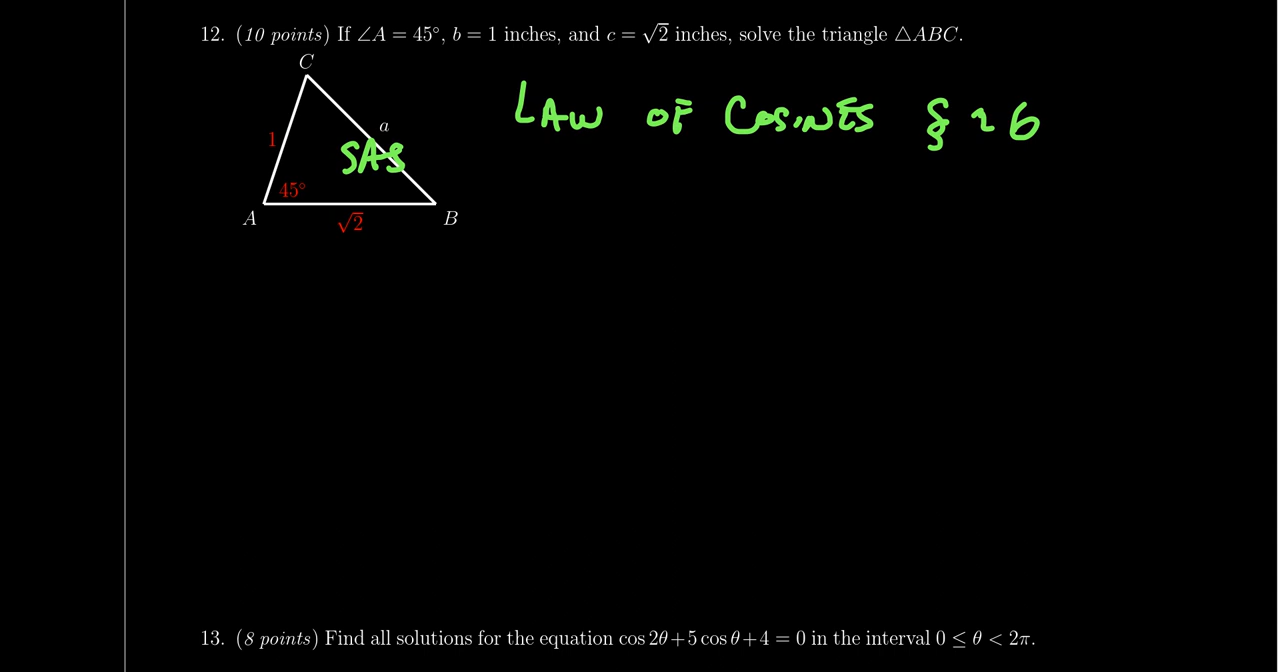 12. (10 points) If ∠A = 45°, b = 1 inches, and c = √2 inches, solve the triangle △ABC.
C
LAW OF COSINES § 26
a
1
SAS
45°
A
B
√2
13. (8 points) Find all solutions for the equation cos 2θ + 5 cos θ + 4 = 0 in the interval 0 ≤ θ < 2π.